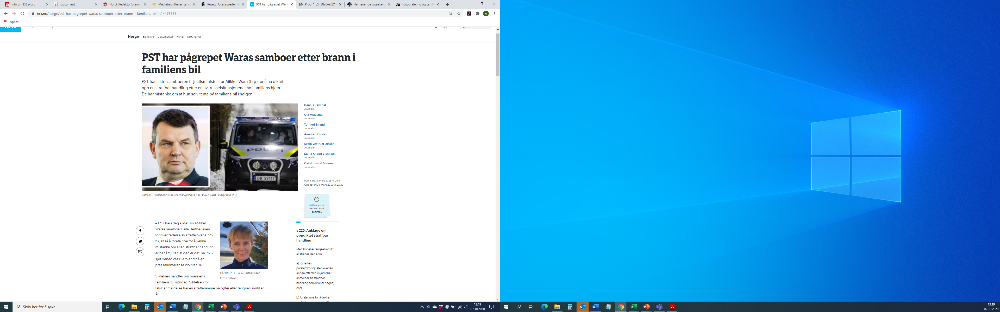 Info om DB pluss
Document
Norsk Redaktørforening
Mediebedriftenes Land
Resett | Usensurerte ny
PST har pågrepet Wara
Prop. 1 LS (2020–2021)
Her feirer de russiske d
Fotografering og samt
nrk.no/norge/pst-har-pagrepet-waras-samboer-etter-brann-i-familiens-bil-1.14473385
A
Apper
Norge Siste nytt Dokumentar Klima NRK Ytring
PST har pågrepet Waras samboer etter brann i
familiens bil
PST har siktet samboeren til justisminister Tor Mikkel Wara (Frp) for å ha diktet
opp en straffbar handling etter én av trusselsituasjonene mot familiens hjem.
De har mistanke om at hun selv tente på familiens bil i helgen.
POLITI
DR 59117
I AVHØR: Justisminister Tor Mikkel Wara har i kveld vært i avhør hos PST.
Dennis Ravndal
Journalist
Ola Mjaaland
Journalist
Tormod Strand
Journalist
Ann-Iren Finstad
Journalist
Svein Vestrum Olsson
Journalist
Maria Knoph Vigsnæs
Journalist
Cato Husabø Fossen
Journalist
Publisert 14. mars 2019 kl. 15:54
Oppdatert 14. mars 2019 kl. 22:29
Artikkelen er
mer enn ett år
gammel.
– PST har i dag siktet Tor Mikkel
Waras samboer Laila Bertheussen
for overtredelse av straffelovens 225
b), altså å foreta noe for å vekke
mistanke om at en straffbar handling
er begått, uten at den er det, sa PST-
sjef Benedicte Bjørnland på en
pressekonferanse klokken 16.
PÅGREPET: Laila Bertheussen.
FOTO: PRIVAT
Siktelsen handler om brannen i
familiens bil søndag. Siktelsen for
falsk anmeldelse har en strafferamme på bøter eller fengsel i inntil et
år.
§ 225. Anklage om
oppdiktet straffbar
handling
Med bot eller fengsel inntil 1
år straffes den som
a) for retten,
påtalemyndigheten eller en
annen offentlig myndighet
anmelder en straffbar
handling som ikke er begått,
eller
b) foretar noe for å vekke
Skriv her for å søke
13.19
07.10.2020
13.19
07.10.2020